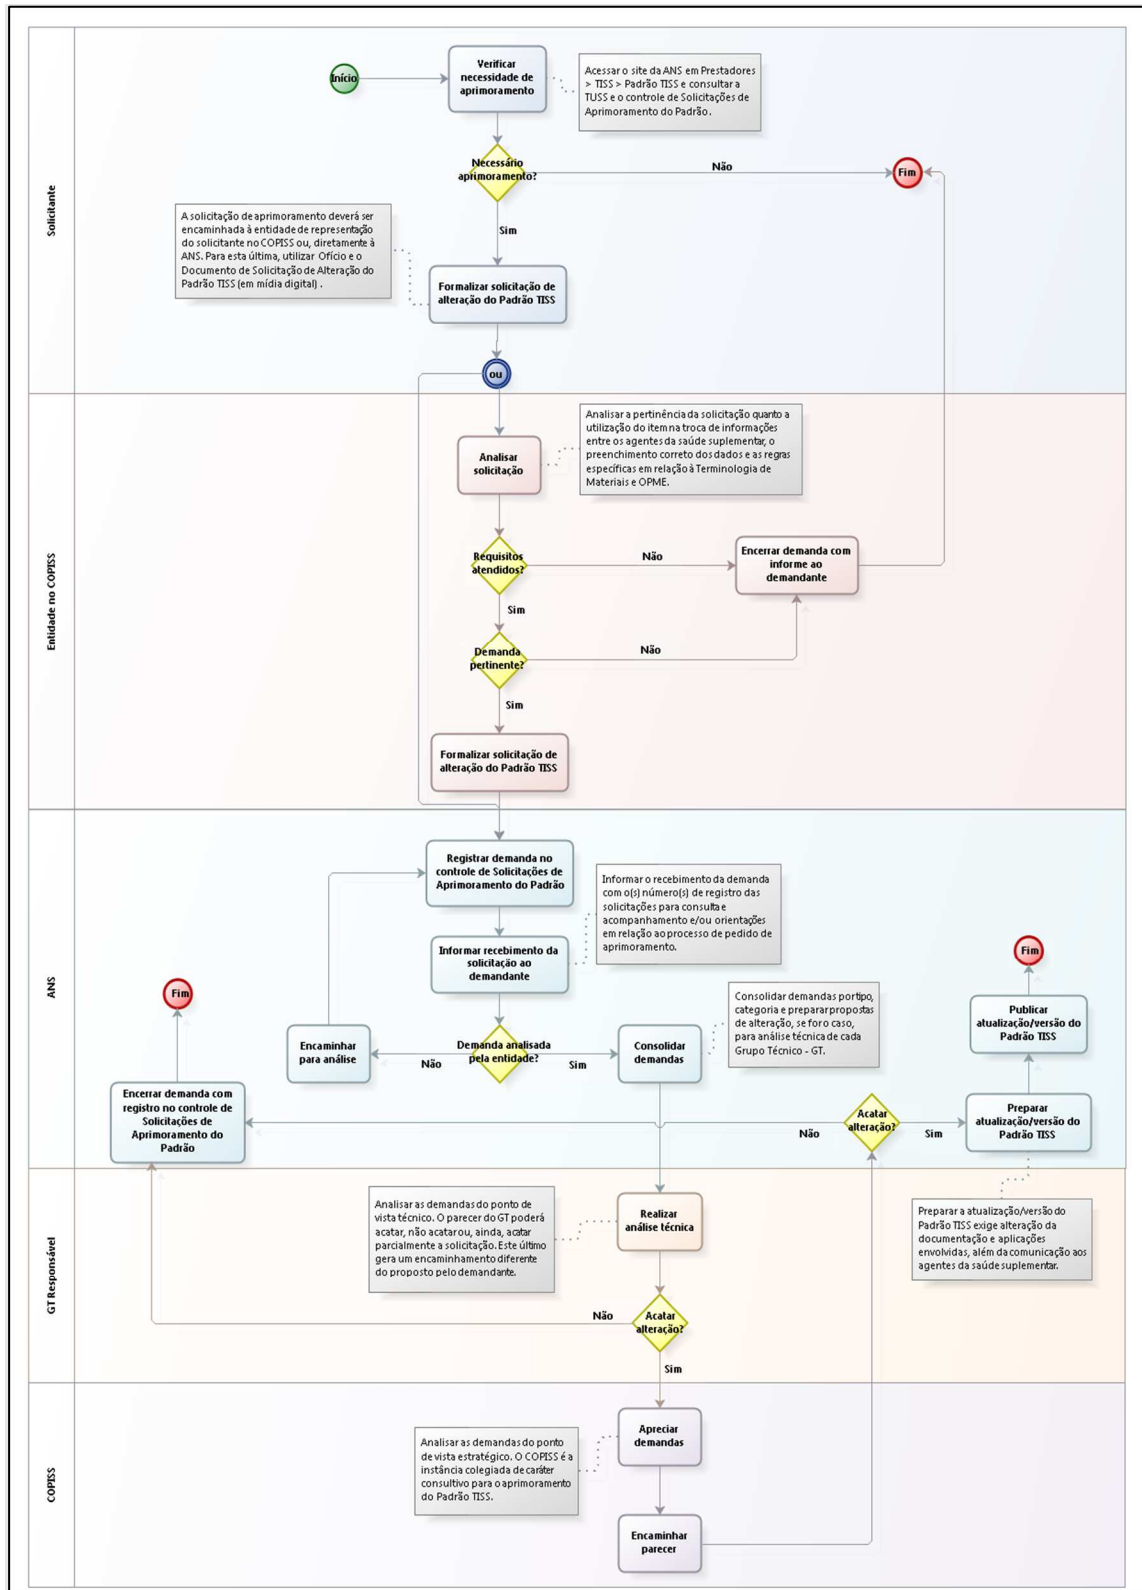 Solicitante
Início
Verificar
necessidade de
aprimoramento
Acessar o site da ANS em Prestadores
> TISS > Padrão TISS e consultar a
TUSS e o controle de Solicitações de
Aprimoramento do Padrão.
Necessário
aprimoramento?
Não
Fim
Sim
A solicitação de aprimoramento deverá ser
encaminhada à entidade de representação
do solicitante no COPISS ou, diretamente à
ANS. Para esta última, utilizar Ofício e o
Documento de Solicitação de Alteração do
Padrão TISS (em mídia digital) .
Formalizar solicitação de
alteração do Padrão TISS
ou
Entidade no COPISS
Analisar
solicitação
Analisar a pertinência da solicitação quanto a
utilização do item na troca de informações
entre os agentes da saúde suplementar, o
preenchimento correto dos dados e as regras
específicas em relação à Terminologia de
Materiais e OPME.
Requisitos
atendidos?
Não
Encerrar demanda com
informe ao
demandante
Sim
Demanda
pertinente?
Não
Sim
Formalizar solicitação de
alteração do Padrão TISS
ANS
Registrar demanda no
controle de Solicitações de
Aprimoramento do Padrão
Informar o recebimento da demanda
com o(s) número(s) de registro das
solicitações para consulta e
acompanhamento e/ou orientações
em relação ao processo de pedido de
aprimoramento.
Informar recebimento da
solicitação ao
demandante
Fim
Fim
Encaminhar
para análise
Não
Demanda analisada
pela entidade?
Sim
Consolidar
demandas
Consolidar demandas por tipo,
categoria e preparar propostas
de alteração, se for o caso,
para análise técnica de cada
Grupo Técnico - GT.
Publicar
atualização/versão do
Padrão TISS
Encerrar demanda com
registro no controle de
Solicitações de
Aprimoramento do
Padrão
Não
Acatar
alteração?
Sim
Preparar
atualização/versão do
Padrão TISS
GT Responsável
Analisar as demandas do ponto de
vista técnico. O parecer do GT poderá
acatar, não acatar ou, ainda, acatar
parcialmente a solicitação. Este último
gera um encaminhamento diferente
do proposto pelo demandante.
Realizar
análise técnica
Preparar a atualização/versão do
Padrão TISS exige alteração da
documentação e aplicações
envolvidas, além da comunicação aos
agentes da saúde suplementar.
Não
Acatar
alteração?
Sim
COPISS
Apreciar
demandas
Analisar as demandas do ponto
de vista estratégico. O COPISS é a
instância colegiada de caráter
consultivo para o aprimoramento
do Padrão TISS.
Encaminhar
parecer